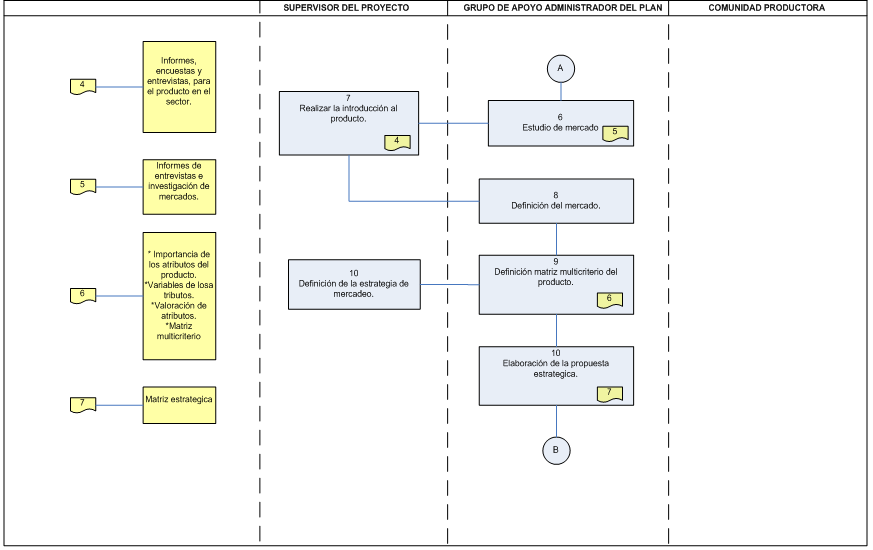 SUPERVISOR DEL PROYECTO
GRUPO DE APOYO ADMINISTRADOR DEL PLAN
COMUNIDAD PRODUCTORA
4
Informes,
encuestas y
entrevistas, para
el producto en el
sector.
5
Informes de
entrevistas e
investigación de
mercados.
6
* Importancia de
los atributos del
producto.
*Variables de losa
tributos.
*Valoración de
atributos.
*Matriz
multicriterio
7
Matriz estrategica
7
Realizar la introducción al
producto.
4
10
Definición de la estrategia de
mercadeo.
A
6
Estudio de mercado
5
8
Definición del mercado.
9
Definición matriz multicriterio del
producto.
6
10
Elaboración de la propuesta
estrategica.
7
B